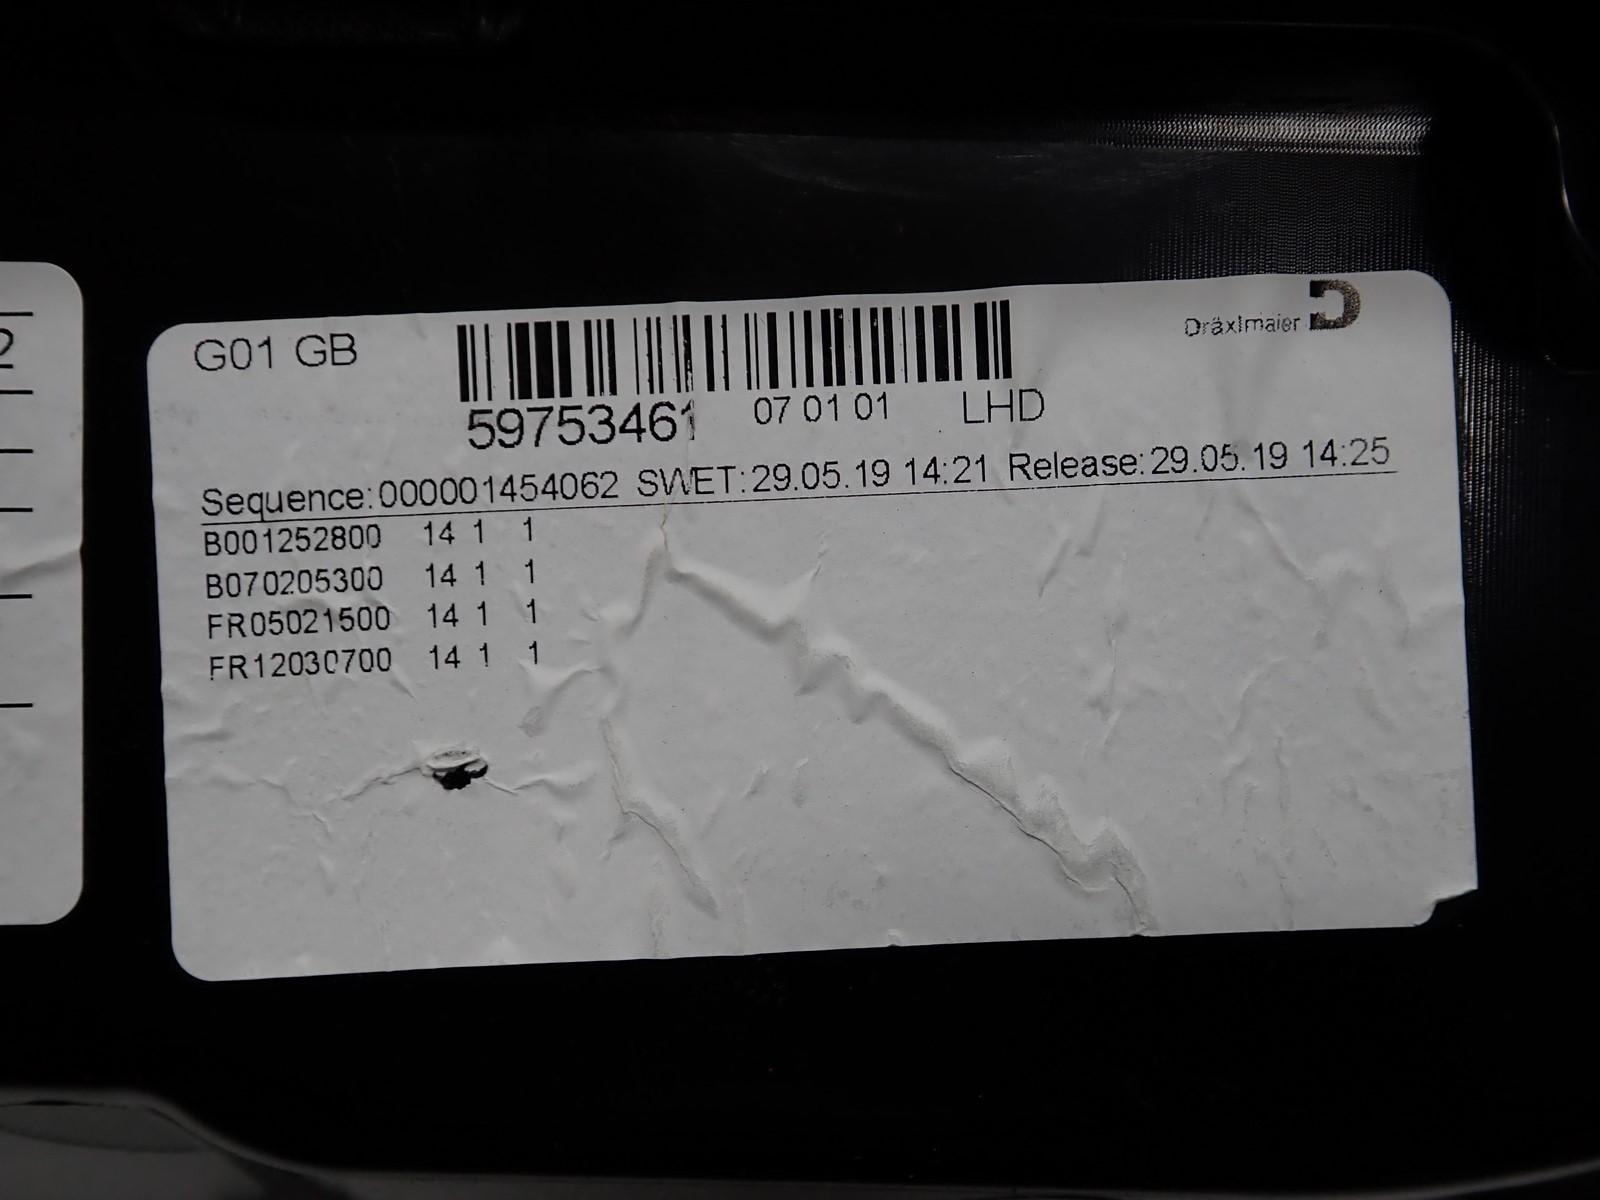 2
G01 GB
Dräxlmaier
59753461 07 01 01 LHD
Sequence:000001454062 SWET:29.05.19 14:21 Release:29.05.19 14:25
B001252800 14 1 1
B070205300 14 1 1
FR05021500 14 1 1
FR12030700 14 1 1